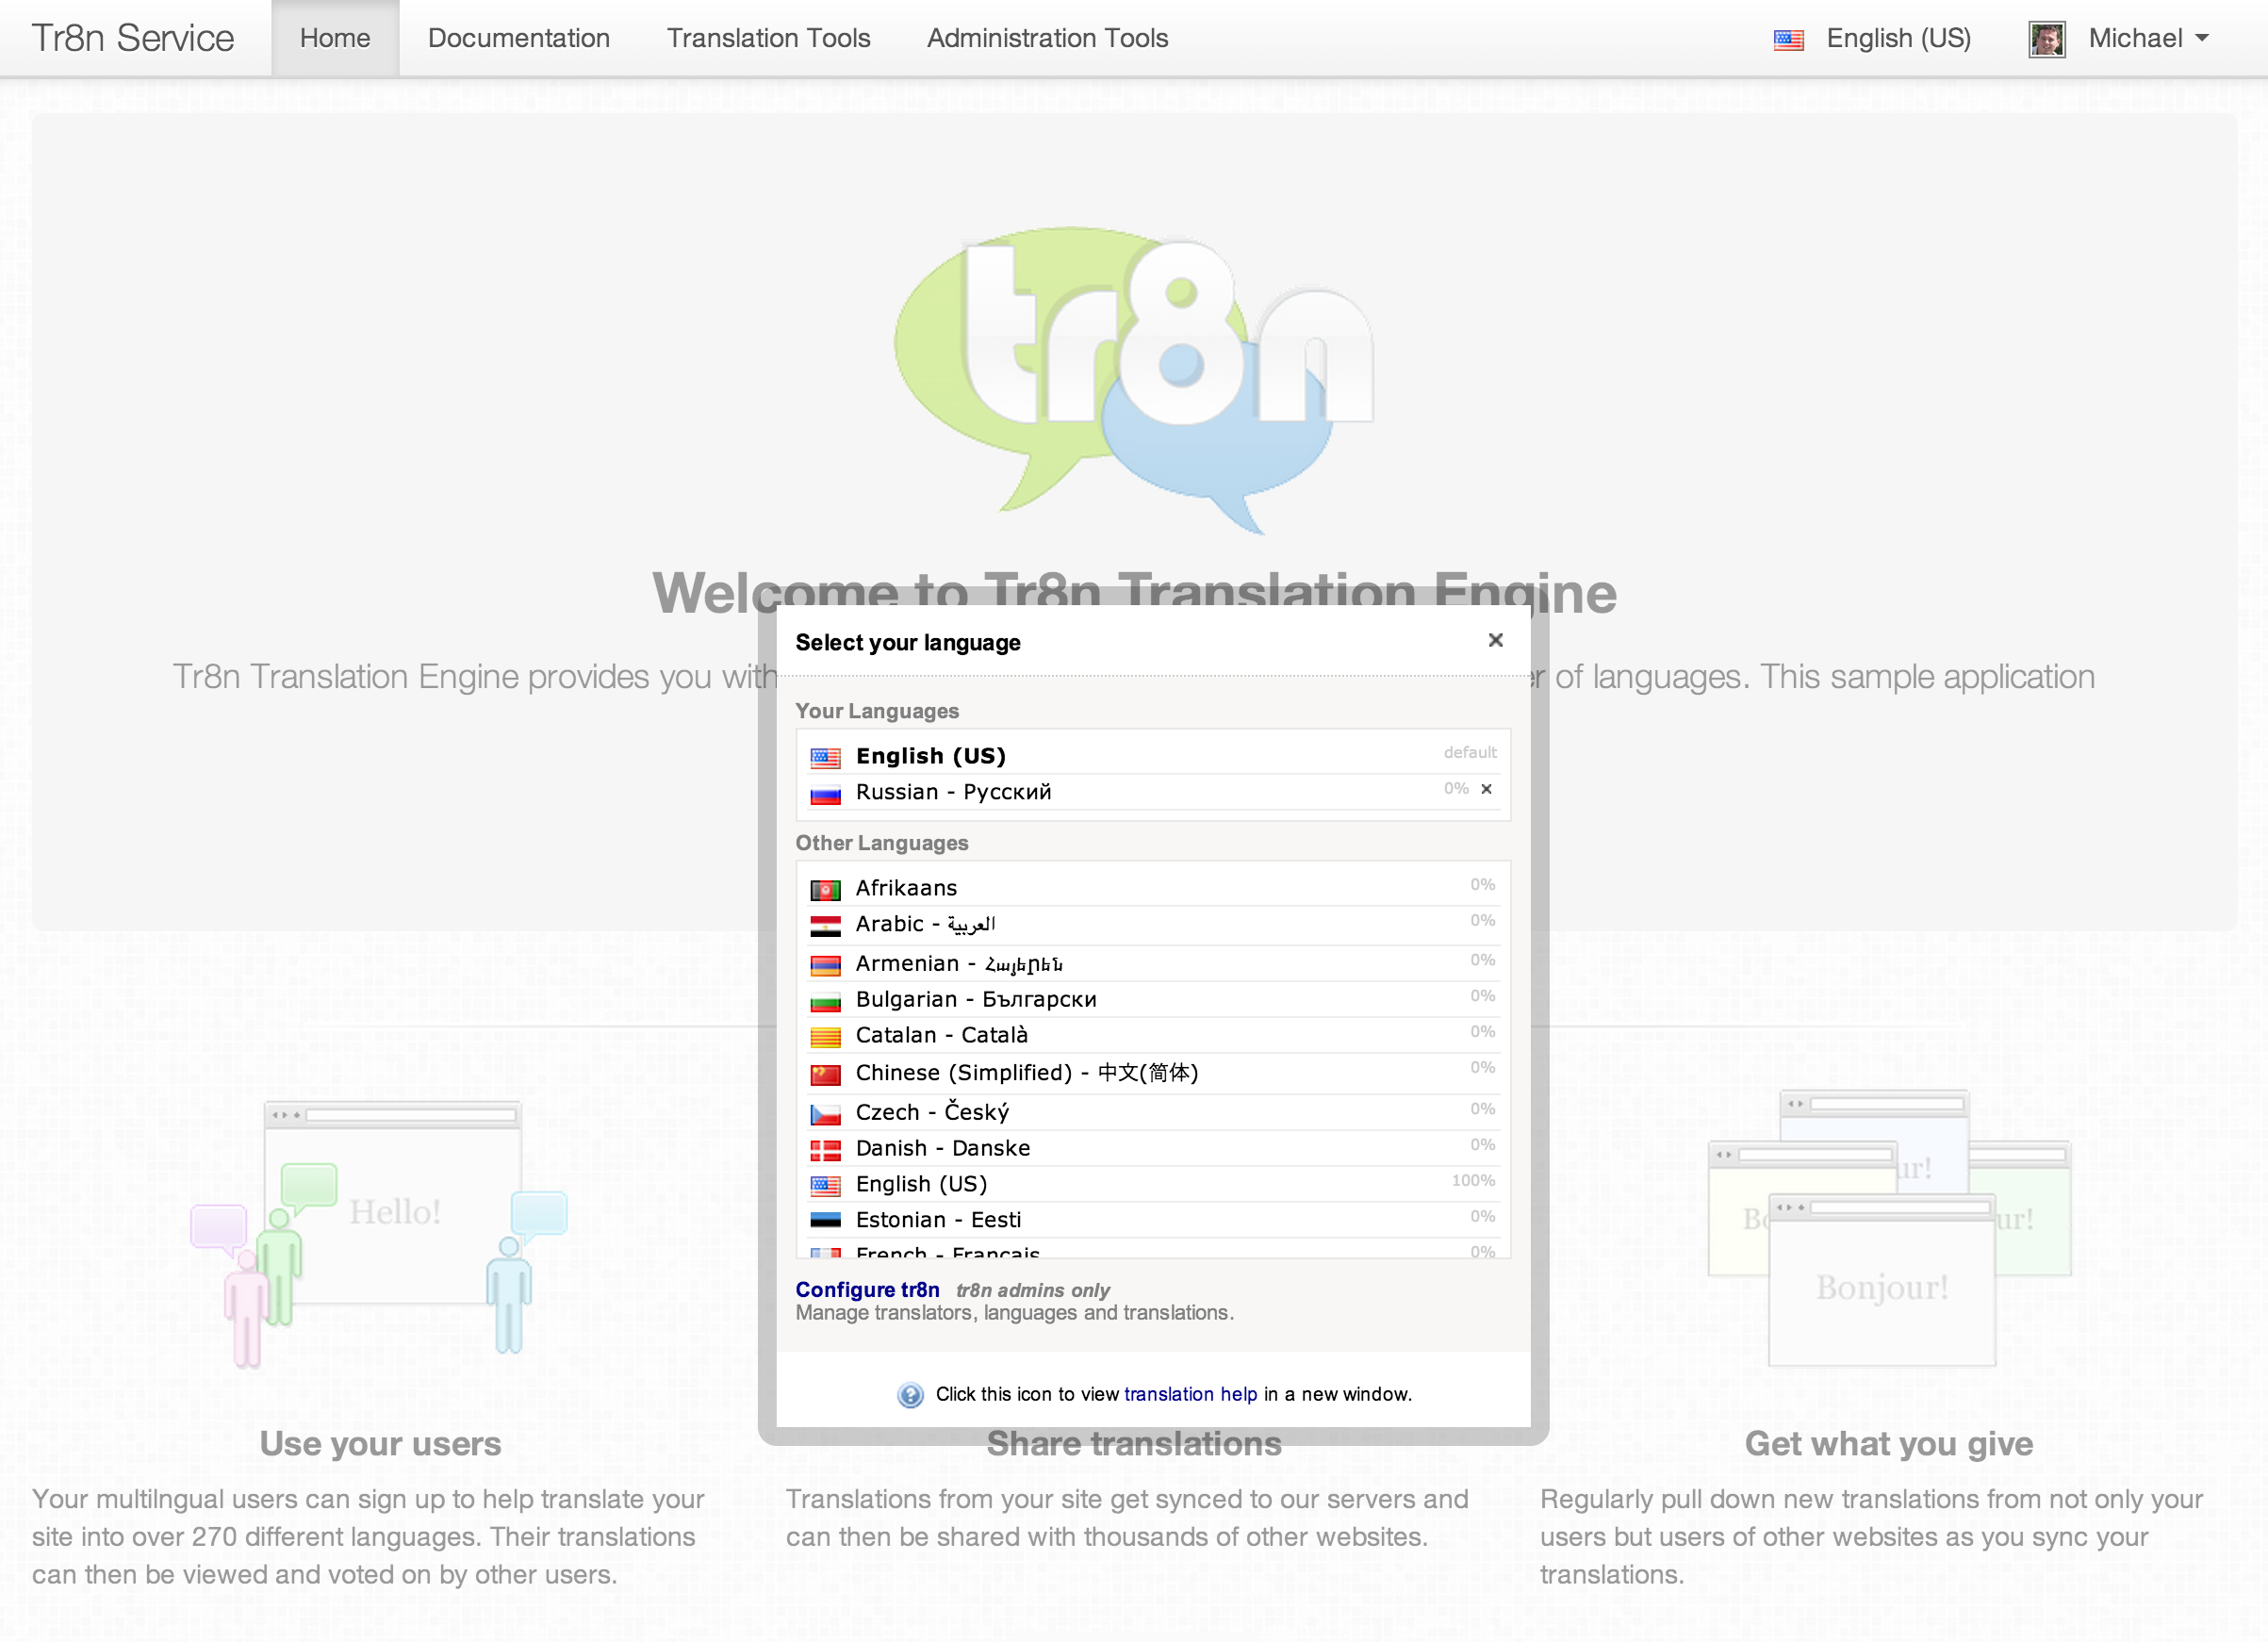 Tr8n Service
Home
Documentation
Translation Tools
Administration Tools
English (US)
Michael
tr8n
Welcome to Tr8n Translation Engine
Tr8n Translation Engine provides you with
of languages. This sample application
Select your language
Your Languages
English (US) default
Russian - Русский 0%
Other Languages
Afrikaans 0%
Arabic - العربية 0%
Armenian - Հայերեն 0%
Bulgarian - Български 0%
Catalan - Català 0%
Chinese (Simplified) - 中文(简体) 0%
Czech - Český 0%
Danish - Danske 0%
English (US) 100%
Estonian - Eesti 0%
French - Français 0%
Configure tr8n tr8n admins only
Manage translators, languages and translations.
Click this icon to view translation help in a new window.
Hello!
Bonjour!
Use your users
Your multilngual users can sign up to help translate your
site into over 270 different languages. Their translations
can then be viewed and voted on by other users.
Share translations
Translations from your site get synced to our servers and
can then be shared with thousands of other websites.
Get what you give
Regularly pull down new translations from not only your
users but users of other websites as you sync your
translations.